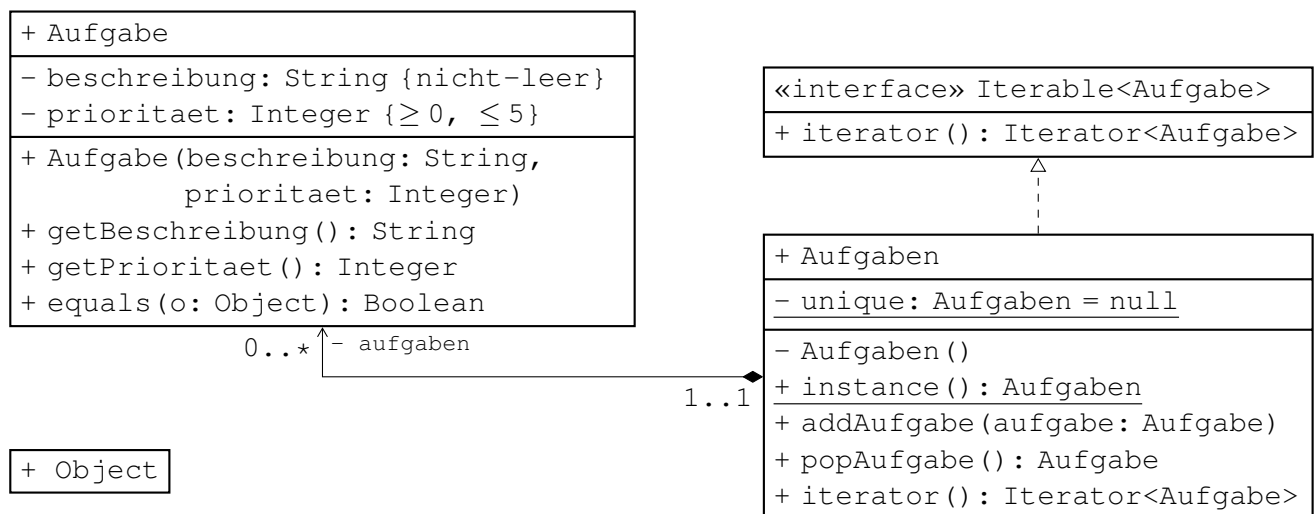 + Aufgabe
- beschreibung: String {nicht-leer}
- prioritaet: Integer {≥ 0, ≤ 5}
+ Aufgabe(beschreibung: String,
prioritaet: Integer)
+ getBeschreibung(): String
+ getPrioritaet(): Integer
+ equals(o: Object): Boolean
0..*
- aufgaben
1..1
+ Object
«interface» Iterable<Aufgabe>
+ iterator(): Iterator<Aufgabe>
+ Aufgaben
- unique: Aufgaben = null
- Aufgaben()
+ instance(): Aufgaben
+ addAufgabe(aufgabe: Aufgabe)
+ popAufgabe(): Aufgabe
+ iterator(): Iterator<Aufgabe>